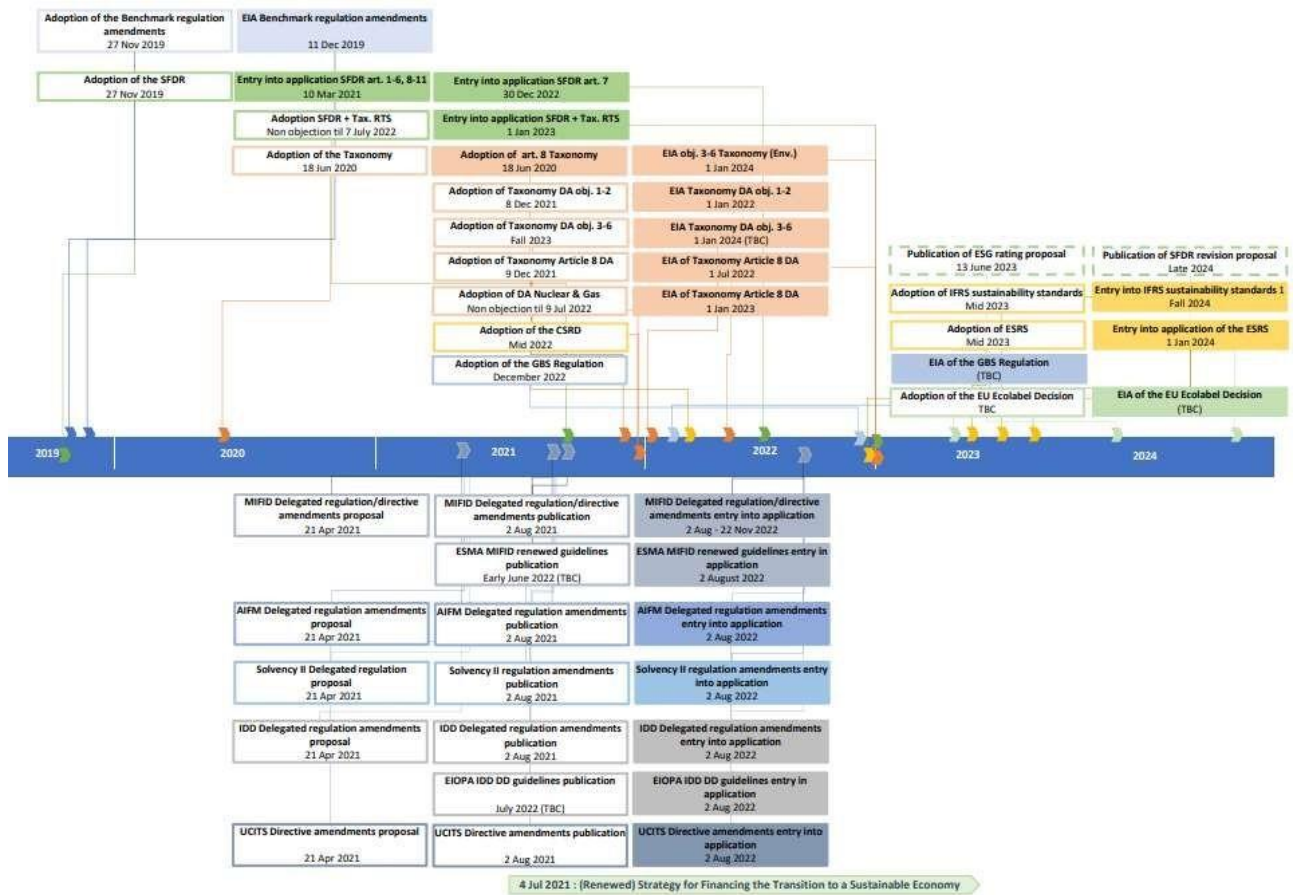 Adoption of the Benchmark regulation
amendments
27 Nov 2019
EIA Benchmark regulation amendments
11 Dec 2019
Adoption of the SFDR
27 Nov 2019
Entry into application SFDR art. 1-6, 8-11
10 Mar 2021
Entry into application SFDR art. 7
30 Dec 2022
Adoption SFDR + Tax. RTS
Non objection til 7 July 2022
Entry into application SFDR + Tax. RTS
1 Jan 2023
Adoption of the Taxonomy
18 Jun 2020
Adoption of art. 8 Taxonomy
18 Jun 2020
EIA obj. 3-6 Taxonomy (Env.)
1 Jan 2024
Adoption of Taxonomy DA obj. 1-2
8 Dec 2021
EIA Taxonomy DA obj. 1-2
1 Jan 2022
Adoption of Taxonomy DA obj. 3-6
Fall 2023
EIA Taxonomy DA obj. 3-6
1 Jan 2024 (TBC)
Adoption of Taxonomy Article 8 DA
9 Dec 2021
EIA of Taxonomy Article 8 DA
1 Jul 2022
Publication of ESG rating proposal
13 June 2023
Publication of SFDR revision proposal
Late 2024
Adoption of DA Nuclear & Gas
Non objection til 9 Jul 2022
EIA of Taxonomy Article 8 DA
1 Jan 2023
Adoption of IFRS sustainability standards
Mid 2023
Entry into IFRS sustainability standards 1
Fall 2024
Adoption of the CSRD
Mid 2022
Adoption of ESRS
Mid 2023
Entry into application of the ESRS
1 Jan 2024
Adoption of the GBS Regulation
December 2022
EIA of the GBS Regulation
(TBC)
Adoption of the EU Ecolabel Decision
TBC
EIA of the EU Ecolabel Decision
(TBC)
2019
2020
2021
2022
2023
2024
MIFID Delegated regulation/directive
amendments proposal
21 Apr 2021
MIFID Delegated regulation/directive
amendments publication
2 Aug 2021
MIFID Delegated regulation/directive
amendments entry into application
2 Aug - 22 Nov 2022
ESMA MIFID renewed guidelines
publication
Early June 2022 (TBC)
ESMA MIFID renewed guidelines entry in
application
2 August 2022
AIFM Delegated regulation amendments
proposal
21 Apr 2021
AIFM Delegated regulation amendments
publication
2 Aug 2021
AIFM Delegated regulation amendments
entry into application
2 Aug 2022
Solvency II Delegated regulation
proposal
21 Apr 2021
Solvency II regulation amendments
publication
2 Aug 2021
Solvency II regulation amendments entry
into application
2 Aug 2022
IDD Delegated regulation amendments
proposal
21 Apr 2021
IDD Delegated regulation amendments
publication
2 Aug 2021
IDD Delegated regulation amendments
entry into application
2 Aug 2022
EIOPA IDD DD guidelines publication
July 2022 (TBC)
EIOPA IDD DD guidelines entry in
application
2 Aug 2022
UCITS Directive amendments proposal
21 Apr 2021
UCITS Directive amendments publication
2 Aug 2021
UCITS Directive amendments entry into
application
2 Aug 2022
4 Jul 2021 : (Renewed) Strategy for Financing the Transition to a Sustainable Economy